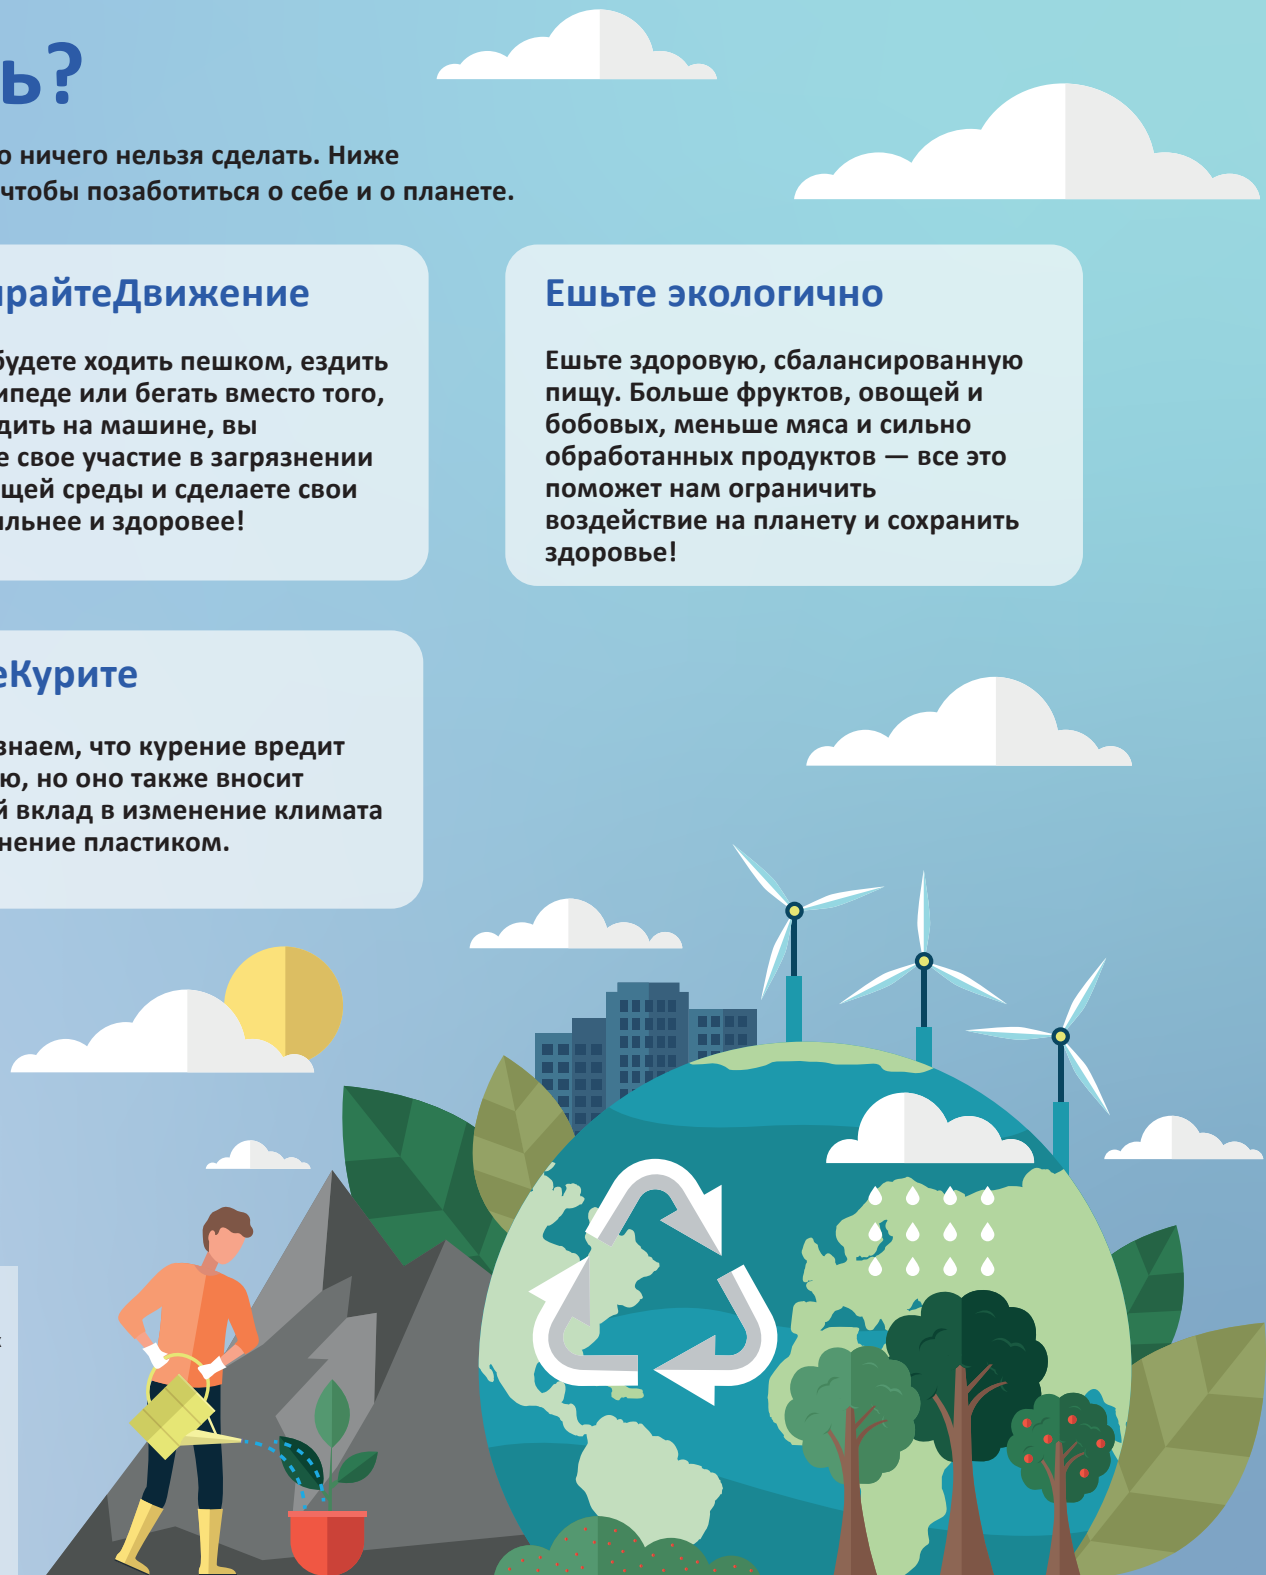 ь?
о ничего нельзя сделать. Ниже
чтобы позаботиться о себе и о планете.
райтеДвижение
будете ходить пешком, ездить
ипеде или бегать вместо того,
дить на машине, вы
е свое участие в загрязнении
щей среды и сделаете свои
льнее и здоровее!
Ешьте экологично
Ешьте здоровую, сбалансированную
пищу. Больше фруктов, овощей и
бобовых, меньше мяса и сильно
обработанных продуктов — все это
поможет нам ограничить
воздействие на планету и сохранить
здоровье!
еКурите
знаем, что курение вредит
ю, но оно также вносит
й вклад в изменение климата
нение пластиком.